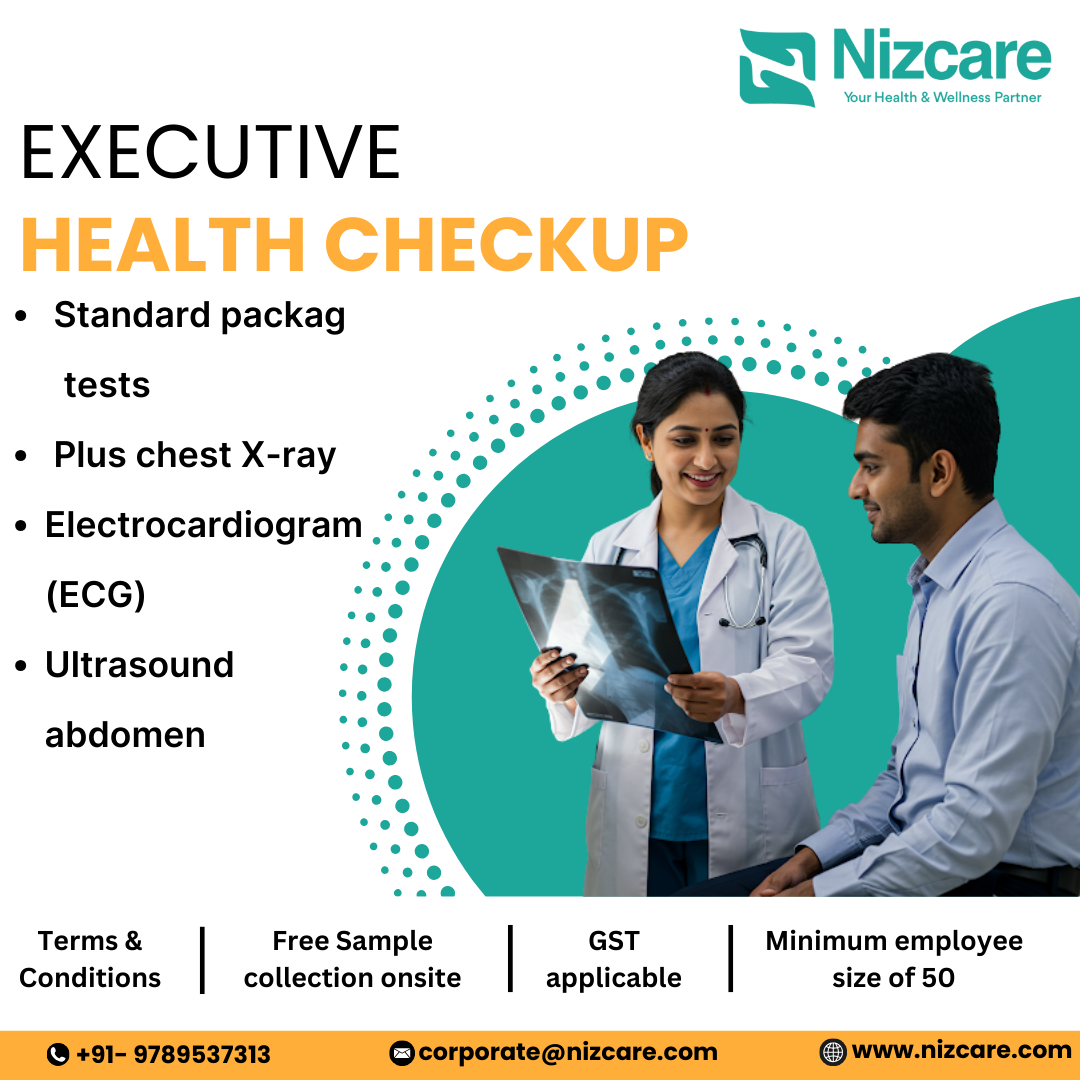 Nizcare
Your Health & Wellness Partner
EXECUTIVE
HEALTH CHECKUP
• Standard packag
tests
• Plus chest X-ray
• Electrocardiogram
(ECG)
• Ultrasound
abdomen
Terms &
Conditions
Free Sample
collection onsite
GST
applicable
Minimum employee
size of 50
+91- 9789537313
corporate@nizcare.com
www.nizcare.com